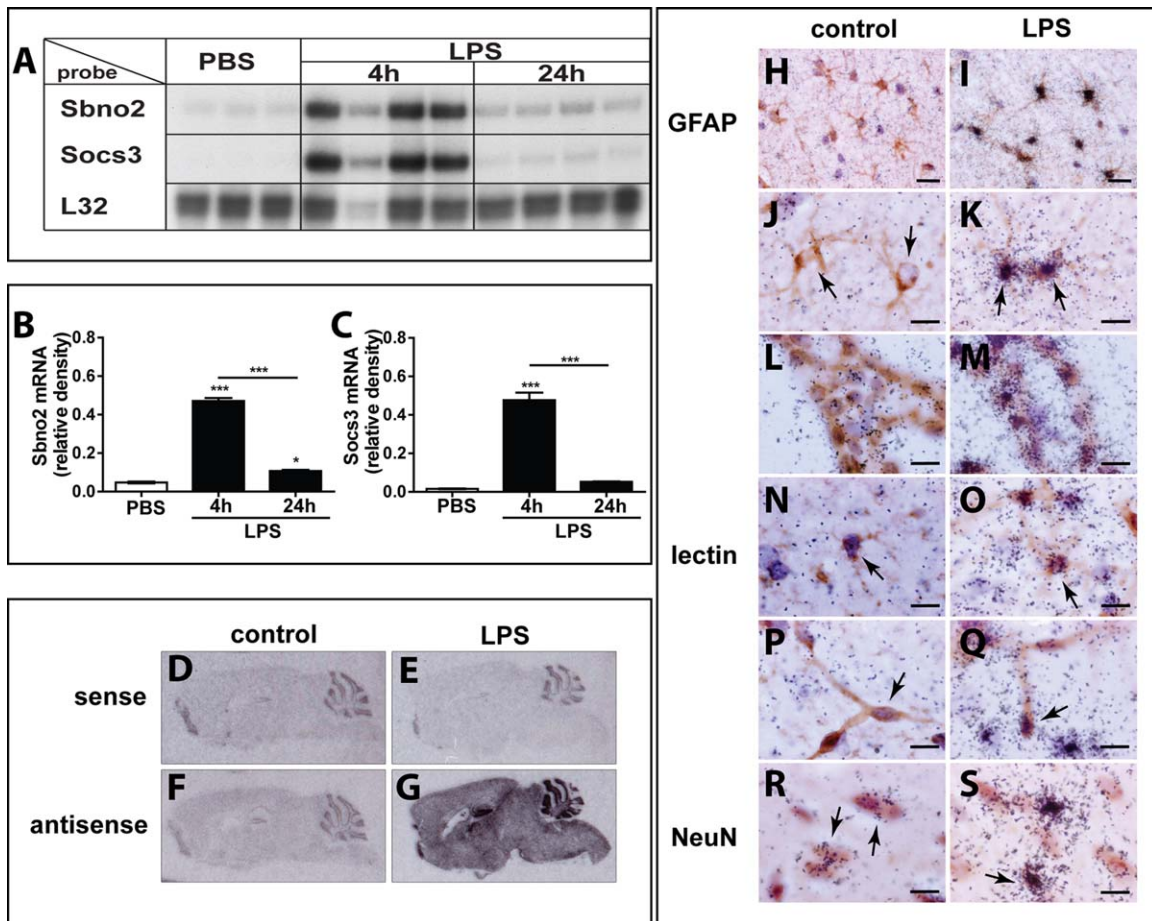 A
probe
PBS
LPS
4h
24h
Sbno2
Socs3
L32
B
Sbno2 mRNA
(relative density)
0.8
0.6
0.4
0.2
0.0
***
***
*
PBS
4h
24h
LPS
C
Socs3 mRNA
(relative density)
0.8
0.6
0.4
0.2
0.0
***
***
PBS
4h
24h
LPS
control
LPS
sense
D
E
antisense
F
G
control
LPS
GFAP
H
I
J
K
L
M
lectin
N
O
P
Q
NeuN
R
S